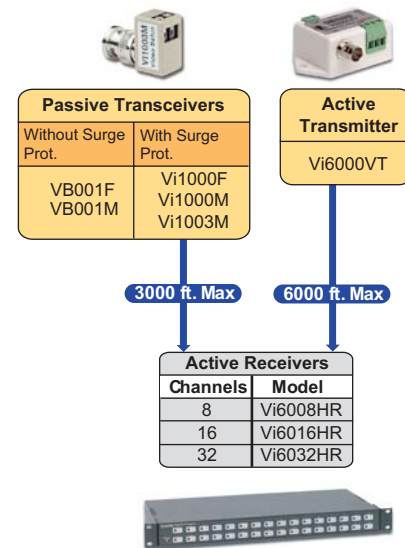 Vi1003M
Passive Transceivers
Without Surge Prot.
With Surge Prot.
VB001F
VB001M
Vi1000F
Vi1000M
Vi1003M
Active Transmitter
Vi6000VT
3000 ft. Max
6000 ft. Max
Active Receivers
Channels Model
8 Vi6008HR
16 Vi6016HR
32 Vi6032HR